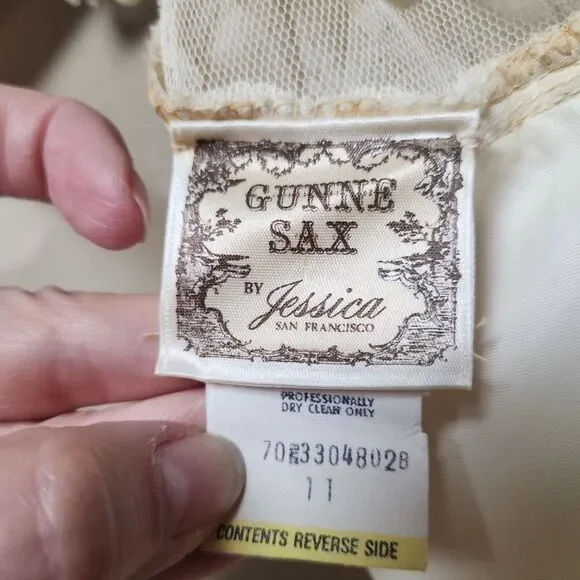 GUNNE
SAX
BY Jessica
SAN FRANCISCO
PROFESSIONALLY
DRY CLEAN ONLY
11
CONTENTS REVERSE SIDE